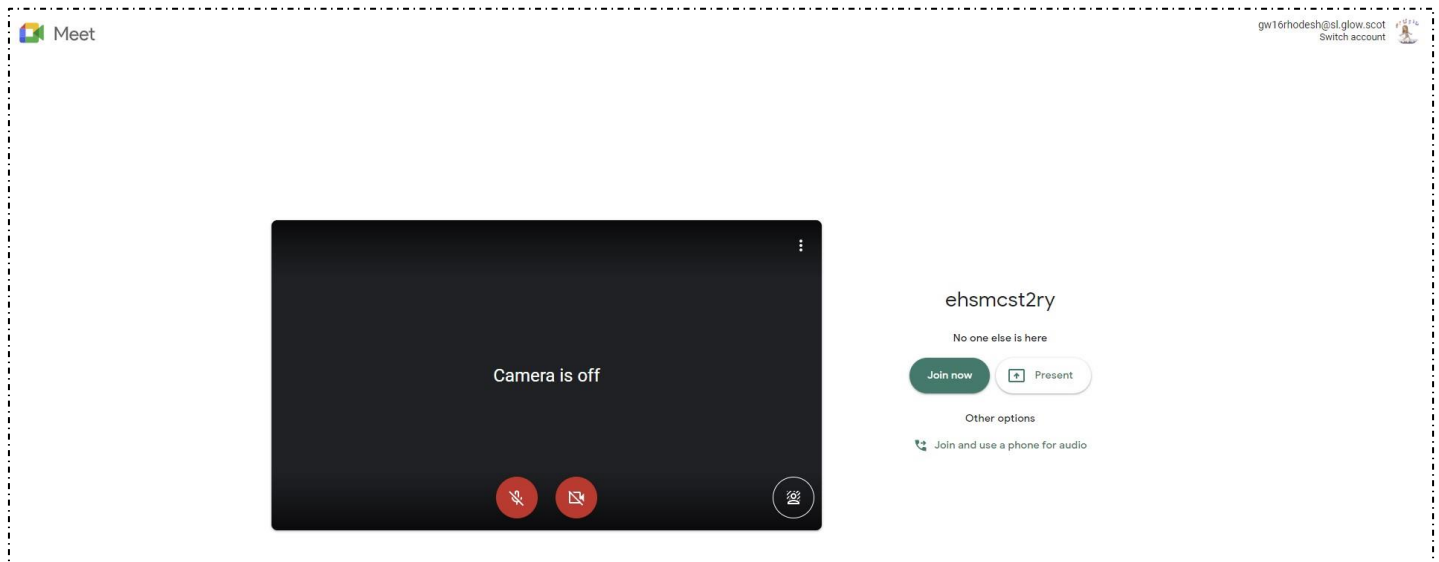 Meet
gw16rhodesh@sl.glow.scot
Switch account
Camera is off
ehsmcst2ry
No one else is here
Join now
Present
Other options
Join and use a phone for audio